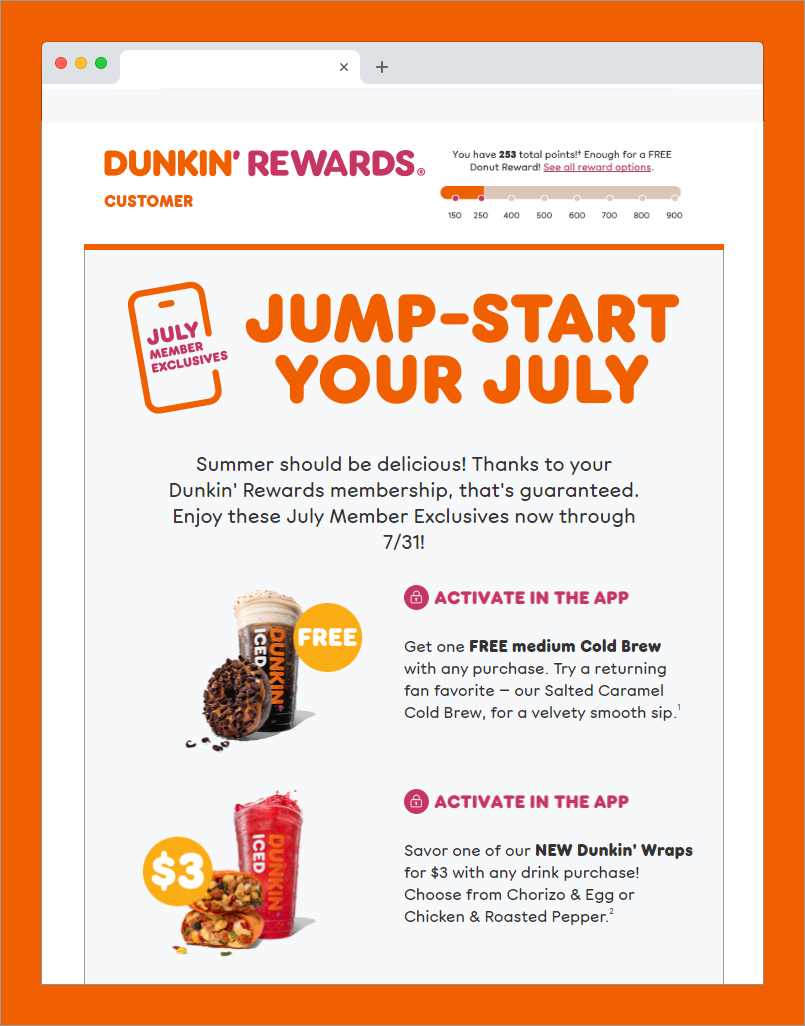 DUNKIN' REWARDS®
CUSTOMER
You have 253 total points!† Enough for a FREE
Donut Reward! See all reward options.
150 250 400 500 600 700 800 900
JULY
MEMBER
EXCLUSIVES
JUMP-START
YOUR JULY
Summer should be delicious! Thanks to your
Dunkin' Rewards membership, that's guaranteed.
Enjoy these July Member Exclusives now through
7/31!
FREE
DUNKIN'
ICED
ACTIVATE IN THE APP
Get one FREE medium Cold Brew
with any purchase. Try a returning
fan favorite – our Salted Caramel
Cold Brew, for a velvety smooth sip.1
$3
DUNKIN'
ICED
ACTIVATE IN THE APP
Savor one of our NEW Dunkin' Wraps
for $3 with any drink purchase!
Choose from Chorizo & Egg or
Chicken & Roasted Pepper.2